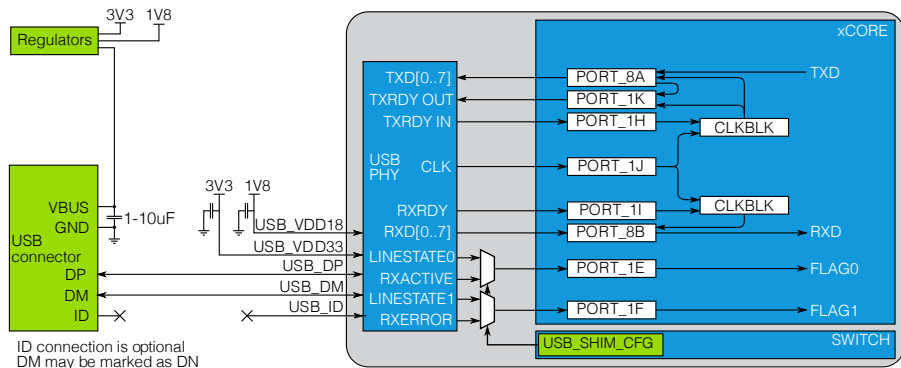 3V3 1V8
Regulators
xCORE
TXD[0..7] PORT_8A TXD
TXRDY OUT PORT_1K
TXRDY IN PORT_1H CLKBLK
USB PHY CLK PORT_1J
3V3 1V8
VBUS
1-10uF
GND
USB connector
DP
DM
ID
USB_VDD18
USB_VDD33
USB_DP
USB_DM
USB_ID
RXRDY PORT_1I CLKBLK
RXD[0..7] PORT_8B RXD
LINESTATE0
RXACTIVE PORT_1E FLAG0
LINESTATE1
RXERROR PORT_1F FLAG1
USB_SHIM_CFG SWITCH
ID connection is optional
DM may be marked as DN